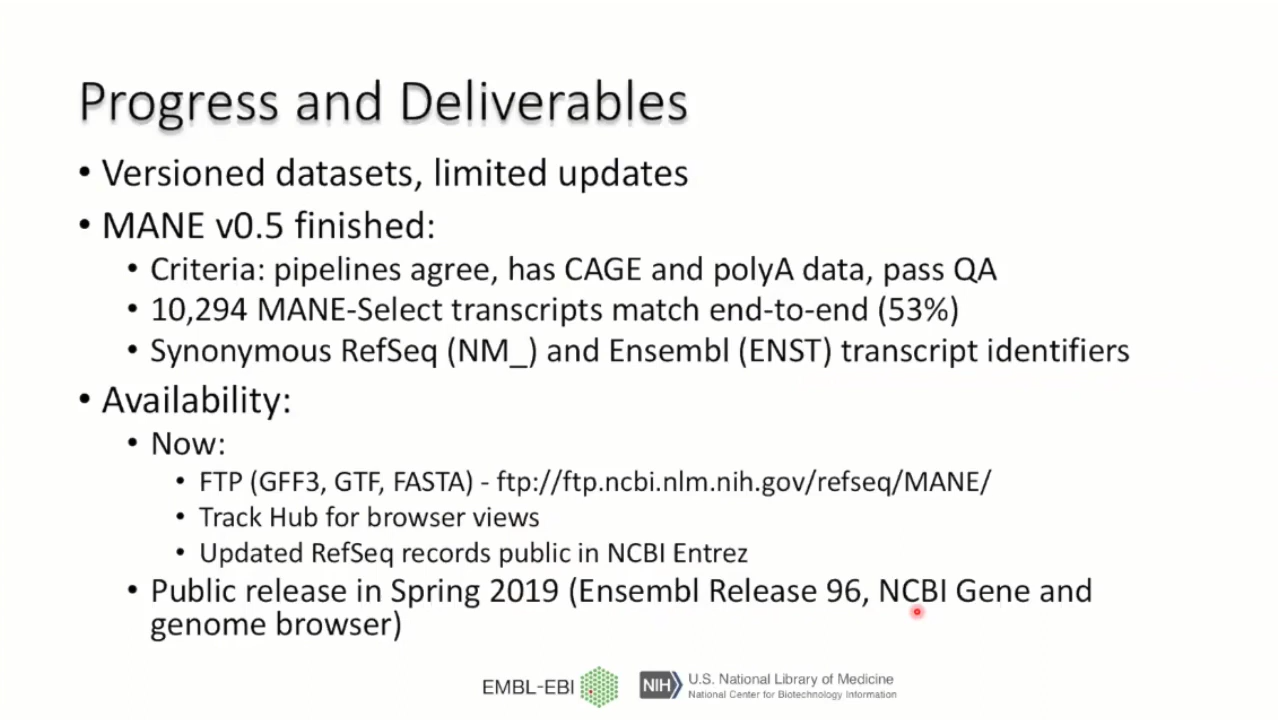 Progress and Deliverables
• Versioned datasets, limited updates
• MANE v0.5 finished:
• Criteria: pipelines agree, has CAGE and polyA data, pass QA
• 10,294 MANE-Select transcripts match end-to-end (53%)
• Synonymous RefSeq (NM_) and Ensembl (ENST) transcript identifiers
• Availability:
• Now:
• FTP (GFF3, GTF, FASTA) - ftp://ftp.ncbi.nlm.nih.gov/refseq/MANE/
• Track Hub for browser views
• Updated RefSeq records public in NCBI Entrez
• Public release in Spring 2019 (Ensembl Release 96, NCBI Gene and
genome browser)
EMBL-EBI
NIH
U.S. National Library of Medicine
National Center for Biotechnology Information